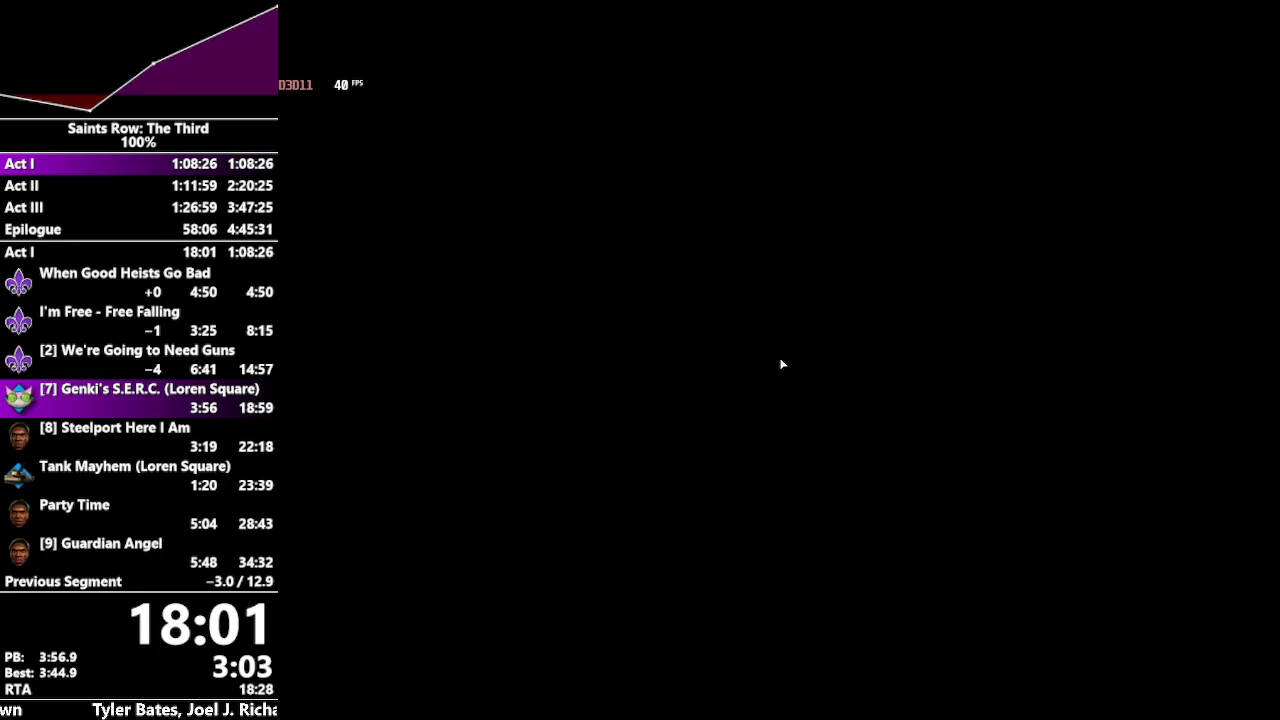 D3D11 40 FPS
Saints Row: The Third
100%
Act I 1:08:26 1:08:26
Act II 1:11:59 2:20:25
Act III 1:26:59 3:47:25
Epilogue 58:06 4:45:31
Act I 18:01 1:08:26
When Good Heists Go Bad
+0 4:50 4:50
I'm Free - Free Falling
−1 3:25 8:15
[2] We're Going to Need Guns
−4 6:41 14:57
[7] Genki's S.E.R.C. (Loren Square)
3:56 18:59
[8] Steelport Here I Am
3:19 22:18
Tank Mayhem (Loren Square)
1:20 23:39
Party Time
5:04 28:43
[9] Guardian Angel
5:48 34:32
Previous Segment −3.0 / 12.9
18:01
PB: 3:56.9
Best: 3:44.9
3:03
RTA 18:28
wn Tyler Bates, Joel J. Richa